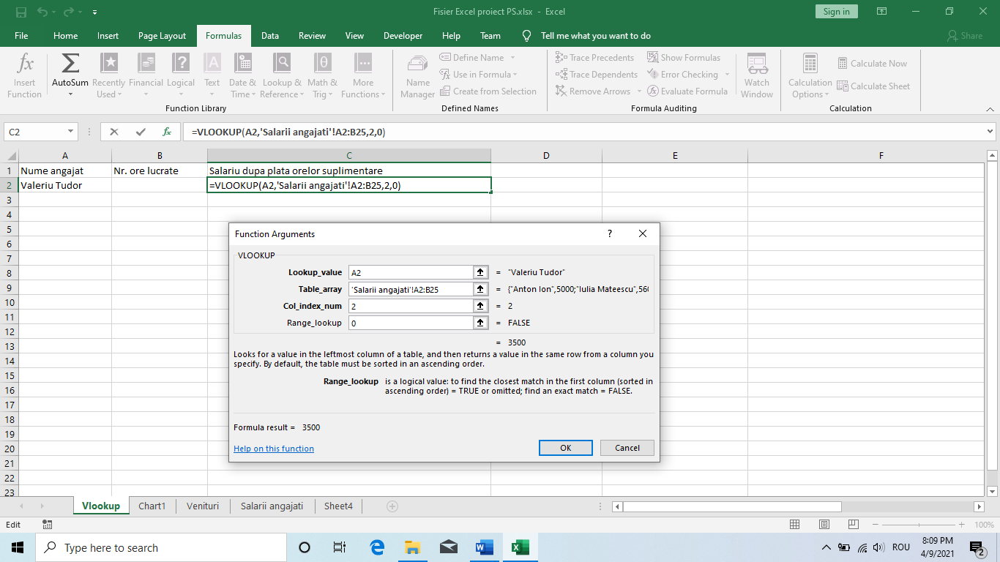 Fisier Excel proiect PS.xlsx - Excel
Sign in
File Home Insert Page Layout Formulas Data Review View Developer Help Team Tell me what you want to do Share
Insert Function
AutoSum
Recently Used
Financial
Logical
Text
Date & Time
Lookup & Reference
Math & Trig
More Functions
Function Library
Name Manager
Define Name
Use in Formula
Create from Selection
Defined Names
Trace Precedents
Trace Dependents
Remove Arrows
Show Formulas
Error Checking
Evaluate Formula
Formula Auditing
Watch Window
Calculation Options
Calculate Now
Calculate Sheet
Calculation
C2 fx =VLOOKUP(A2,'Salarii angajati'!A2:B25,2,0)
A B C D E F
1 Nume angajat Nr. ore lucrate Salariu dupa plata orelor suplimentare
2 Valeriu Tudor =VLOOKUP(A2,'Salarii angajati'!A2:B25,2,0)
3
4
5
6
7
8
9
10
11
12
13
14
15
16
17
18
19
20
21
22
23
Function Arguments ?
VLOOKUP
Lookup_value A2 = "Valeriu Tudor"
Table_array 'Salarii angajati'!A2:B25 = {"Anton Ion",5000;"Iulia Mateescu",560
Col_index_num 2 = 2
Range_lookup 0 = FALSE
= 3500
Looks for a value in the leftmost column of a table, and then returns a value in the same row from a column you
specify. By default, the table must be sorted in an ascending order.
Range_lookup is a logical value: to find the closest match in the first column (sorted in
ascending order) = TRUE or omitted; find an exact match = FALSE.
Formula result = 3500
Help on this function
OK Cancel
Vlookup Chart1 Venituri Salarii angajati Sheet4
Edit 100%
Type here to search
ROU
8:09 PM
4/9/2021
2